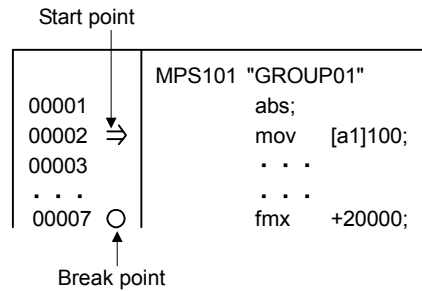 Start point
MPS101 "GROUP01"
00001 abs;
00002 ⇒ mov [a1]100;
00003 . . .
. . . . . .
00007 ○ fmx +20000;
Break point